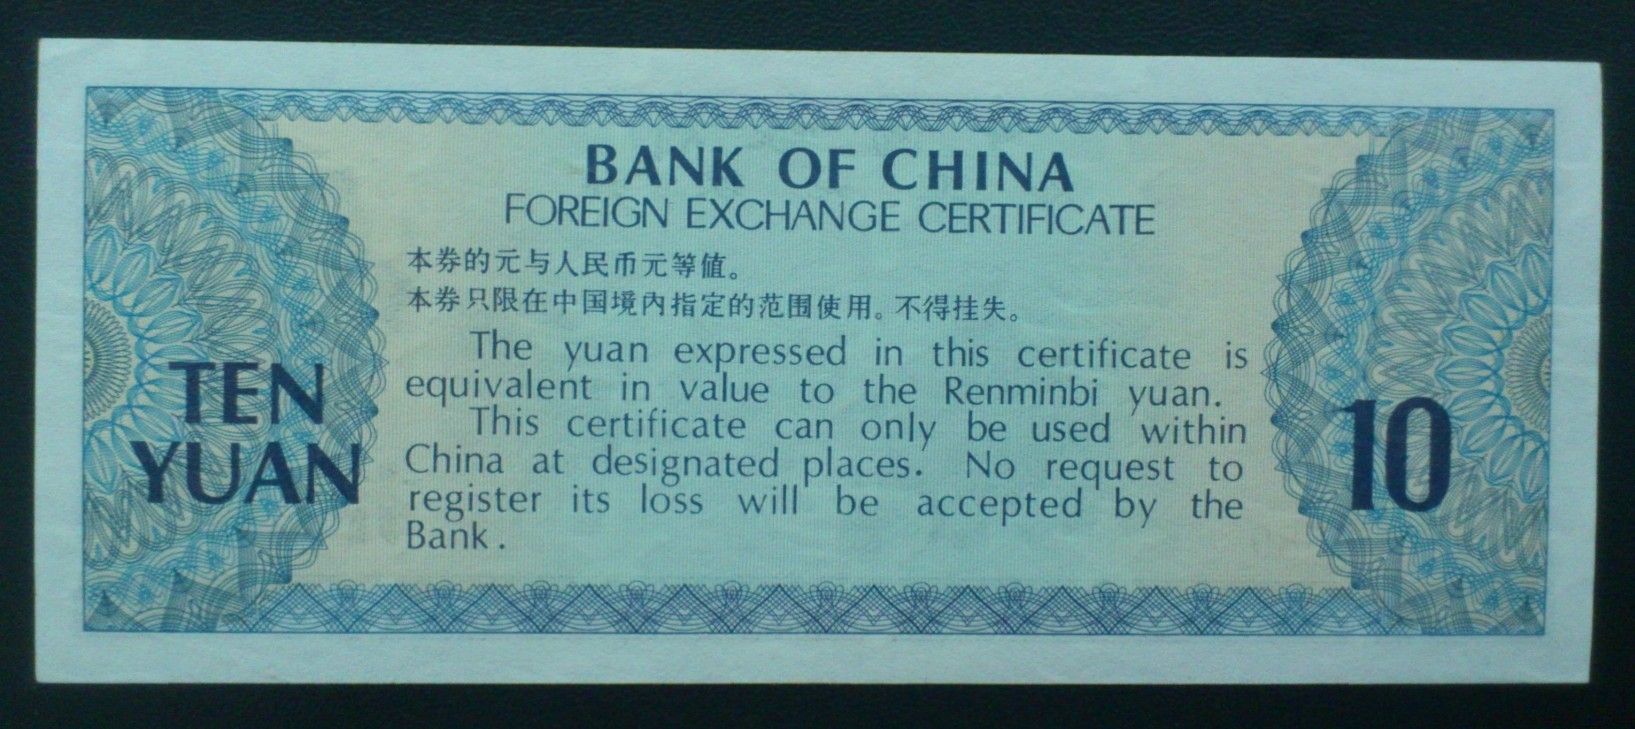 BANK OF CHINA
FOREIGN EXCHANGE CERTIFICATE
本券的元与人民币元等值。
本券只限在中国境内指定的范围使用。不得挂失。
The yuan expressed in this certificate is
equivalent in value to the Renminbi yuan.
This certificate can only be used within
China at designated places. No request to
register its loss will be accepted by the
Bank.
TEN
YUAN
10